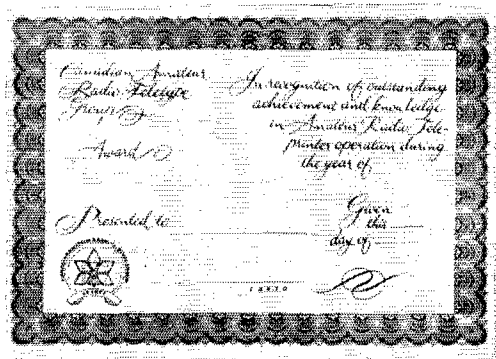 Canadian Amateur
Radio Teletype
Group
Award
In recognition of outstanding
achievement and knowledge
in Amateur Radio Tele-
Printer operation during
the year of
Presented to
Given
this
day of